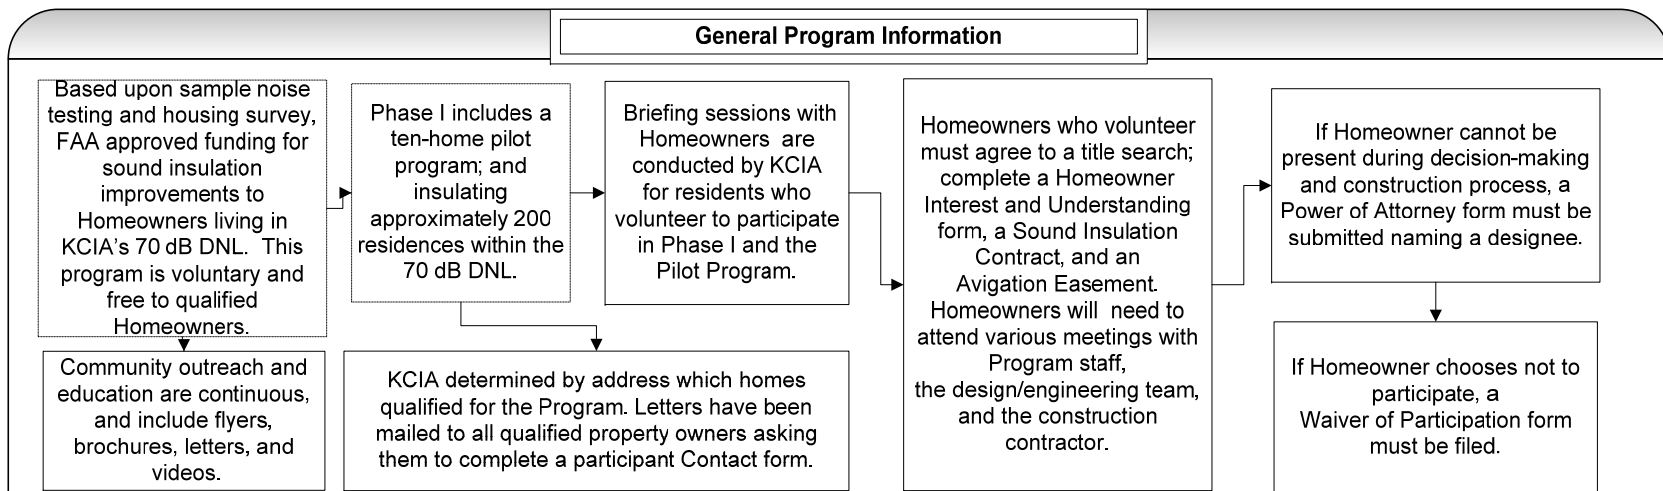 General Program Information
Based upon sample noise
testing and housing survey,
FAA approved funding for
sound insulation
improvements to
Homeowners living in
KCIA's 70 dB DNL.  This
program is voluntary and
free to qualified
Homeowners.
Community outreach and
education are continuous,
and include flyers,
brochures, letters, and
videos.
Phase I includes a
ten-home pilot
program; and
insulating
approximately 200
residences within the
70 dB DNL.
KCIA determined by address which homes
qualified for the Program. Letters have been
mailed to all qualified property owners asking
them to complete a participant Contact form.
Briefing sessions with
Homeowners  are
conducted by KCIA
for residents who
volunteer to participate
in Phase I and the
Pilot Program.
Homeowners who volunteer
must agree to a title search;
complete a Homeowner
Interest and Understanding
form, a Sound Insulation
Contract, and an
Avigation Easement.
Homeowners will  need to
attend various meetings with
Program staff,
the design/engineering team,
and the construction
contractor.
If Homeowner cannot be
present during decision-making
and construction process, a
Power of Attorney form must be
submitted naming a designee.
If Homeowner chooses not to
participate, a
Waiver of Participation form
must be filed.